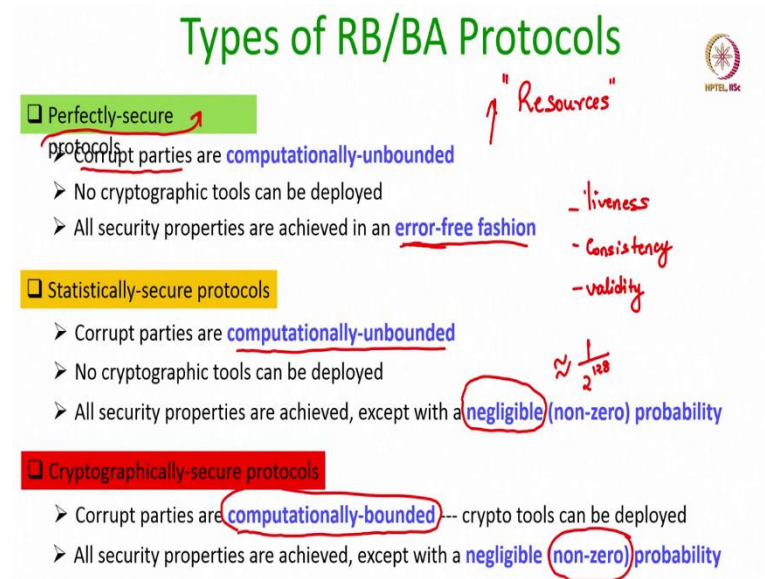 Types of RB/BA Protocols
NPTEL, IISc
"Resources"
❑ Perfectly-secure
protocols
➢ Corrupt parties are computationally-unbounded
➢ No cryptographic tools can be deployed
➢ All security properties are achieved in an error-free fashion
- liveness
- Consistency
- validity
❑ Statistically-secure protocols
➢ Corrupt parties are computationally-unbounded
➢ No cryptographic tools can be deployed
≈ 1/2^128
➢ All security properties are achieved, except with a negligible (non-zero) probability
❑ Cryptographically-secure protocols
➢ Corrupt parties are computationally-bounded --- crypto tools can be deployed
➢ All security properties are achieved, except with a negligible (non-zero) probability